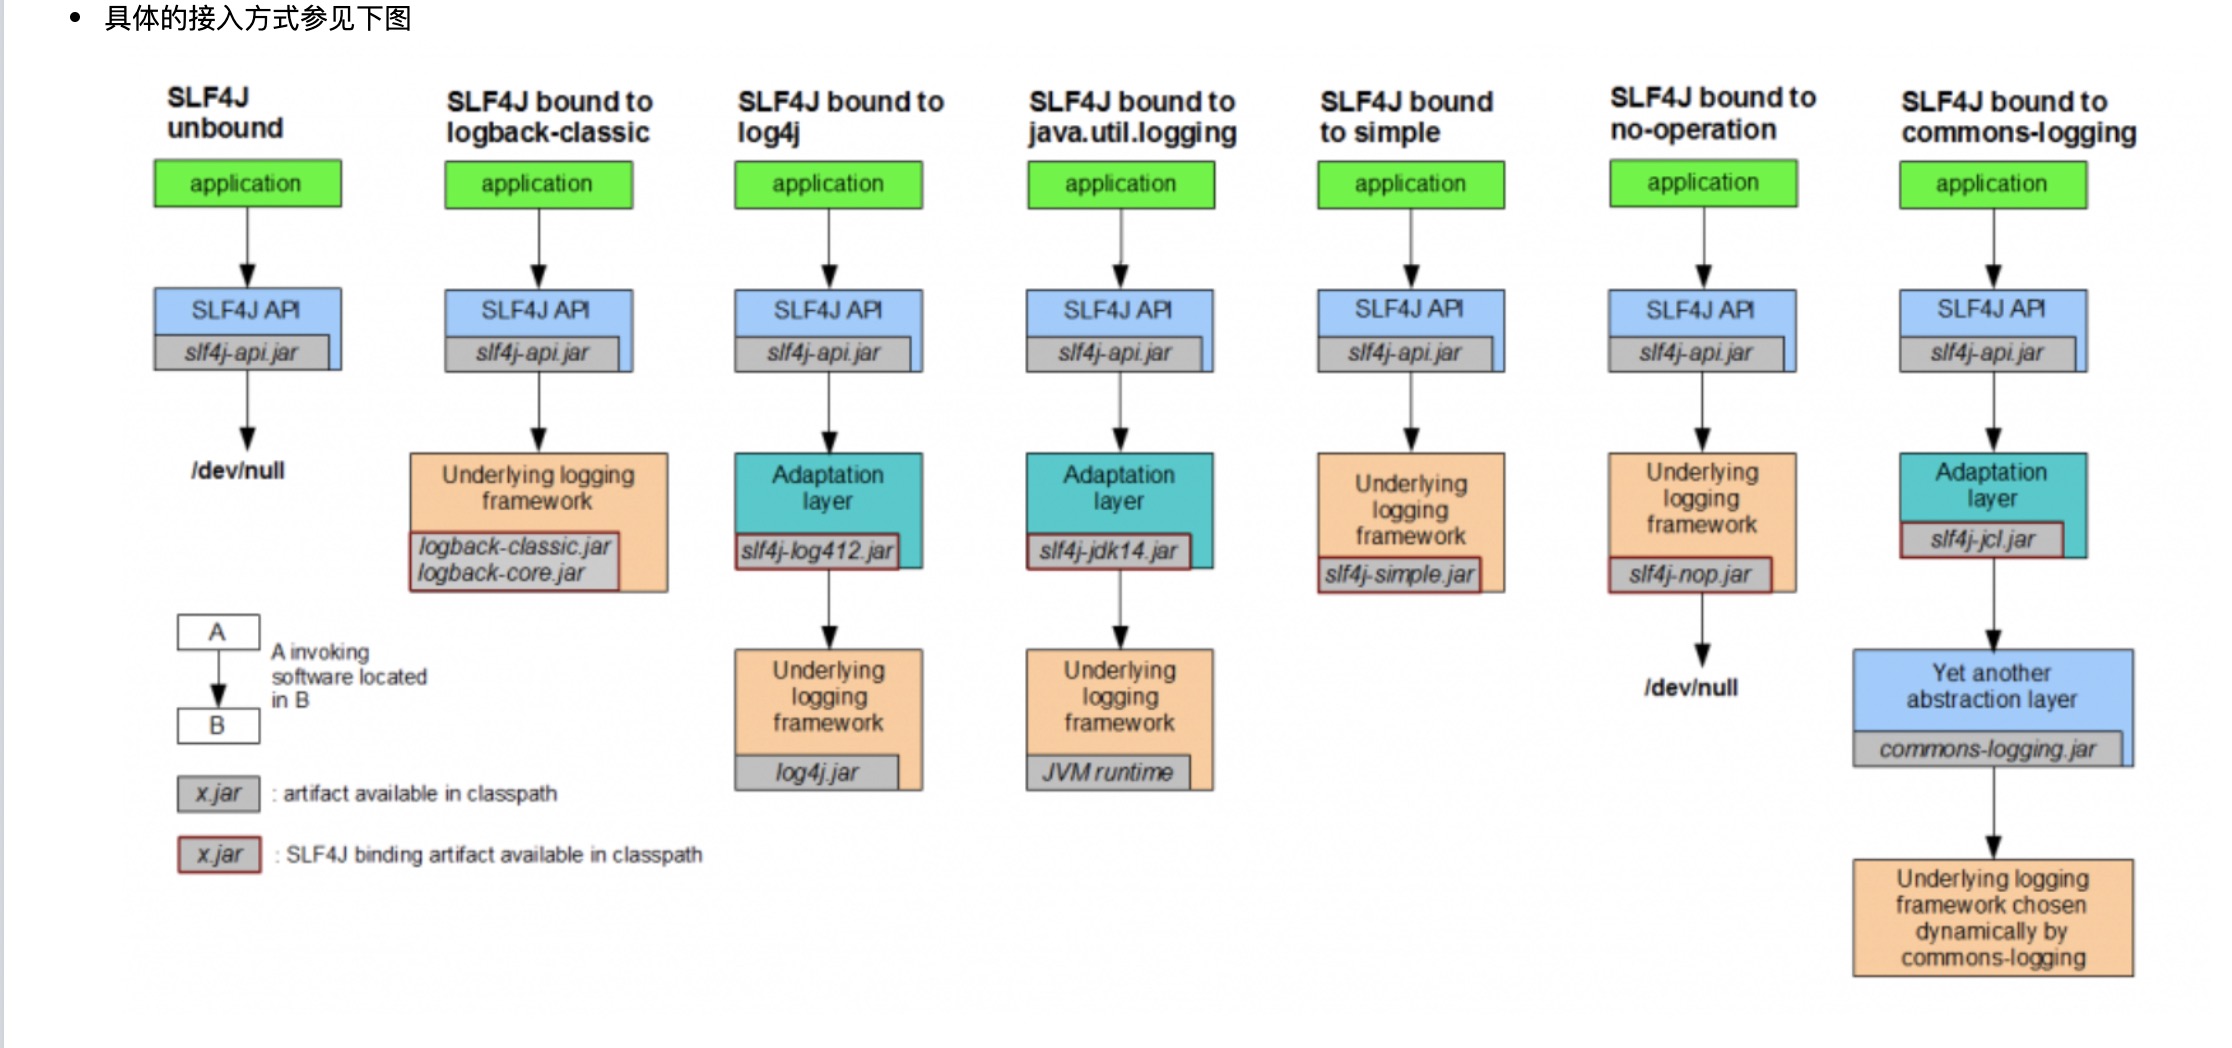 具体的接入方式参见下图
SLF4J
unbound
application
SLF4J API
slf4j-api.jar
/dev/null
SLF4J bound to
logback-classic
application
SLF4J API
slf4j-api.jar
Underlying logging
framework
logback-classic.jar
logback-core.jar
SLF4J bound to
log4j
application
SLF4J API
slf4j-api.jar
Adaptation
layer
slf4j-log412.jar
Underlying
logging
framework
log4j.jar
SLF4J bound to
java.util.logging
application
SLF4J API
slf4j-api.jar
Adaptation
layer
slf4j-jdk14.jar
Underlying
logging
framework
JVM runtime
SLF4J bound
to simple
application
SLF4J API
slf4j-api.jar
Underlying
logging
framework
slf4j-simple.jar
SLF4J bound to
no-operation
application
SLF4J API
slf4j-api.jar
Underlying
logging
framework
slf4j-nop.jar
/dev/null
SLF4J bound to
commons-logging
application
SLF4J API
slf4j-api.jar
Adaptation
layer
slf4j-jcl.jar
Yet another
abstraction layer
commons-logging.jar
Underlying logging
framework chosen
dynamically by
commons-logging
A
A invoking
software located
in B
B
x.jar : artifact available in classpath
x.jar : SLF4J binding artifact available in classpath